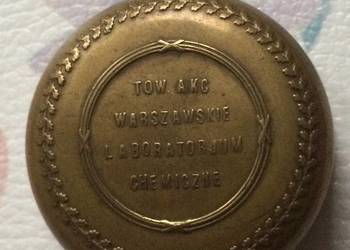 TOW. AKC
WARSZAWSKIE
LABORATORJUM
CHEMICZNE